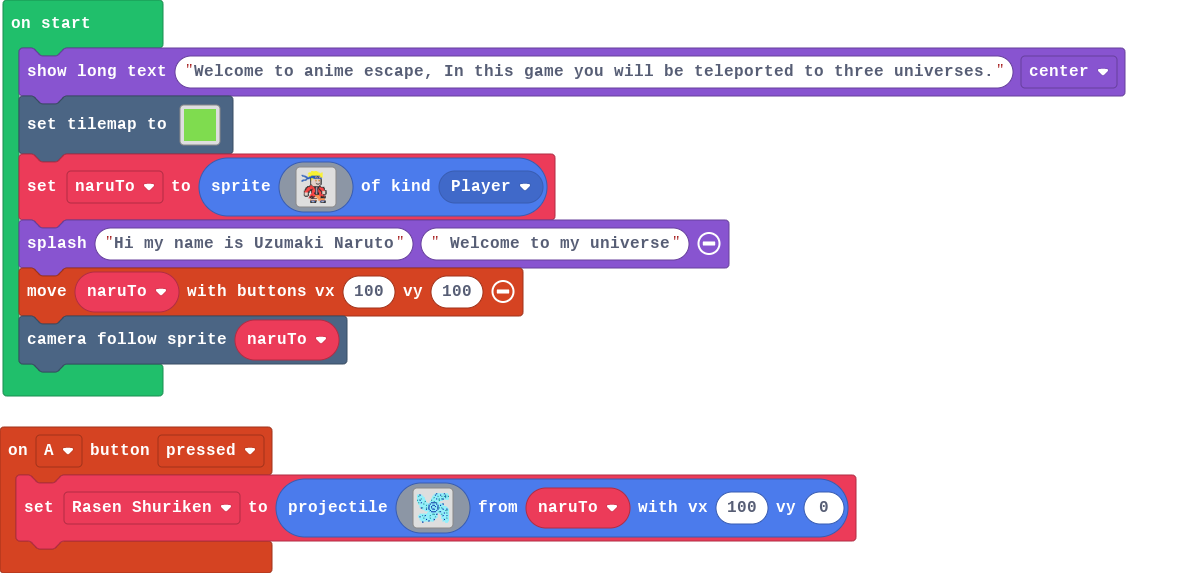 on start
show long text "Welcome to anime escape, In this game you will be teleported to three universes." center
set tilemap to
set naruTo to sprite of kind Player
splash "Hi my name is Uzumaki Naruto" " Welcome to my universe"
move naruTo with buttons vx 100 vy 100
camera follow sprite naruTo
on A button pressed
set Rasen Shuriken to projectile from naruTo with vx 100 vy 0